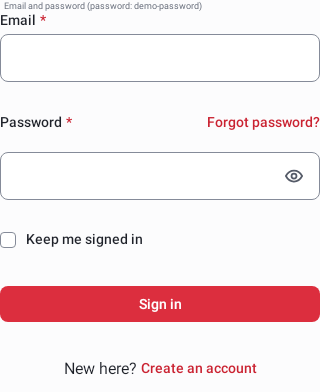 Email and password (password: demo-password)
Email *
Password * Forgot password?
Keep me signed in
Sign in
New here? Create an account